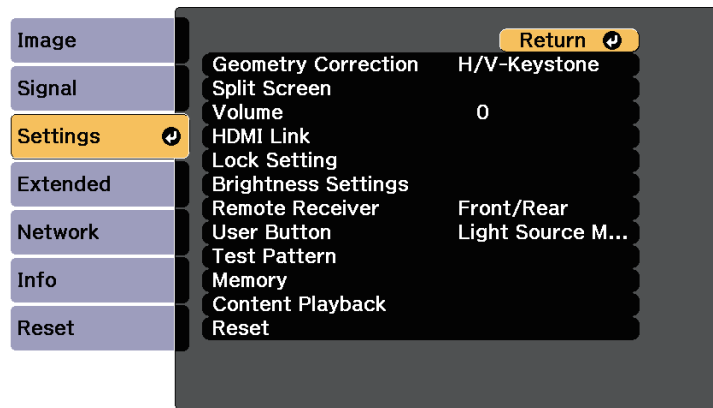 Image
Signal
Settings
Extended
Network
Info
Reset
Return
Geometry Correction H/V-Keystone
Split Screen
Volume 0
HDMI Link
Lock Setting
Brightness Settings
Remote Receiver Front/Rear
User Button Light Source M...
Test Pattern
Memory
Content Playback
Reset